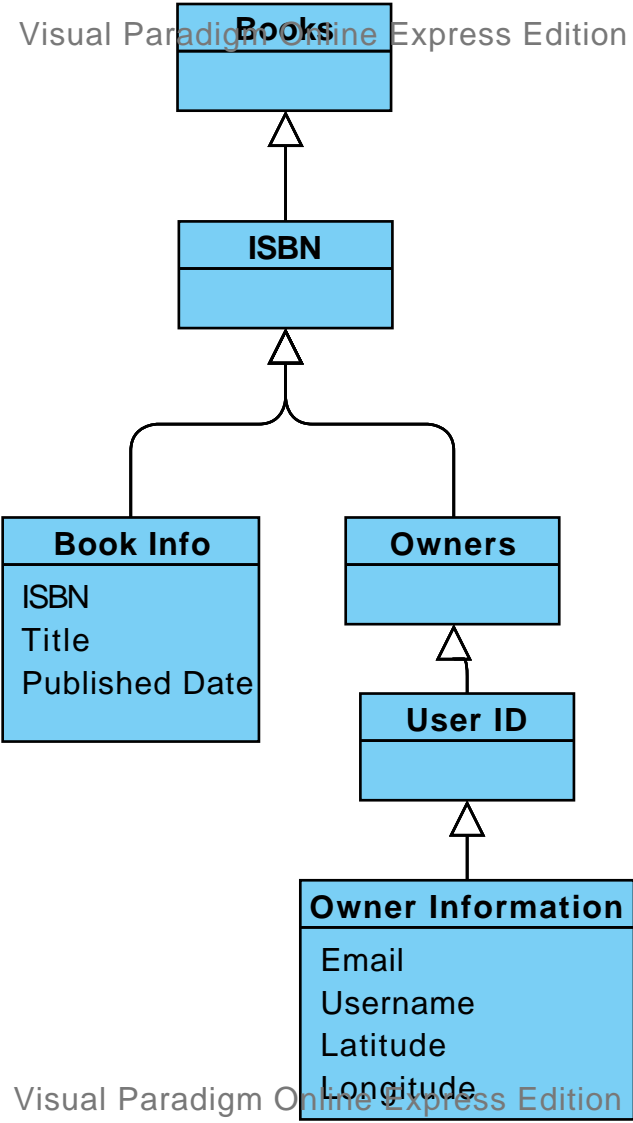 Books
Visual Paradigm Online Express Edition
ISBN
Book Info
ISBN
Title
Published Date
Owners
User ID
Owner Information
Email
Username
Latitude
Longitude
Visual Paradigm Online Express Edition